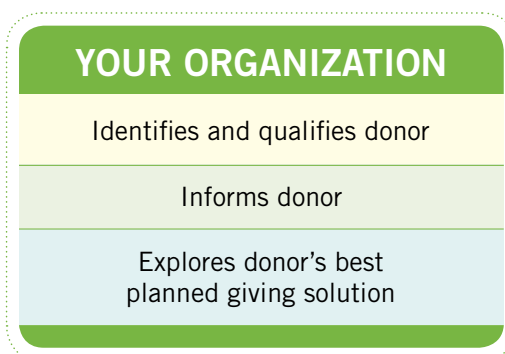 YOUR ORGANIZATION
Identifies and qualifies donor
Informs donor
Explores donor’s best
planned giving solution